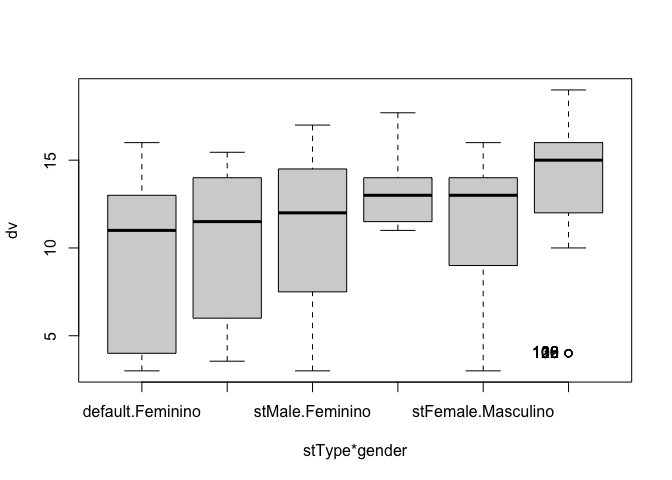 dv
15
10
5
default.Feminino
stMale.Feminino
stFemale.Masculino
stType*gender